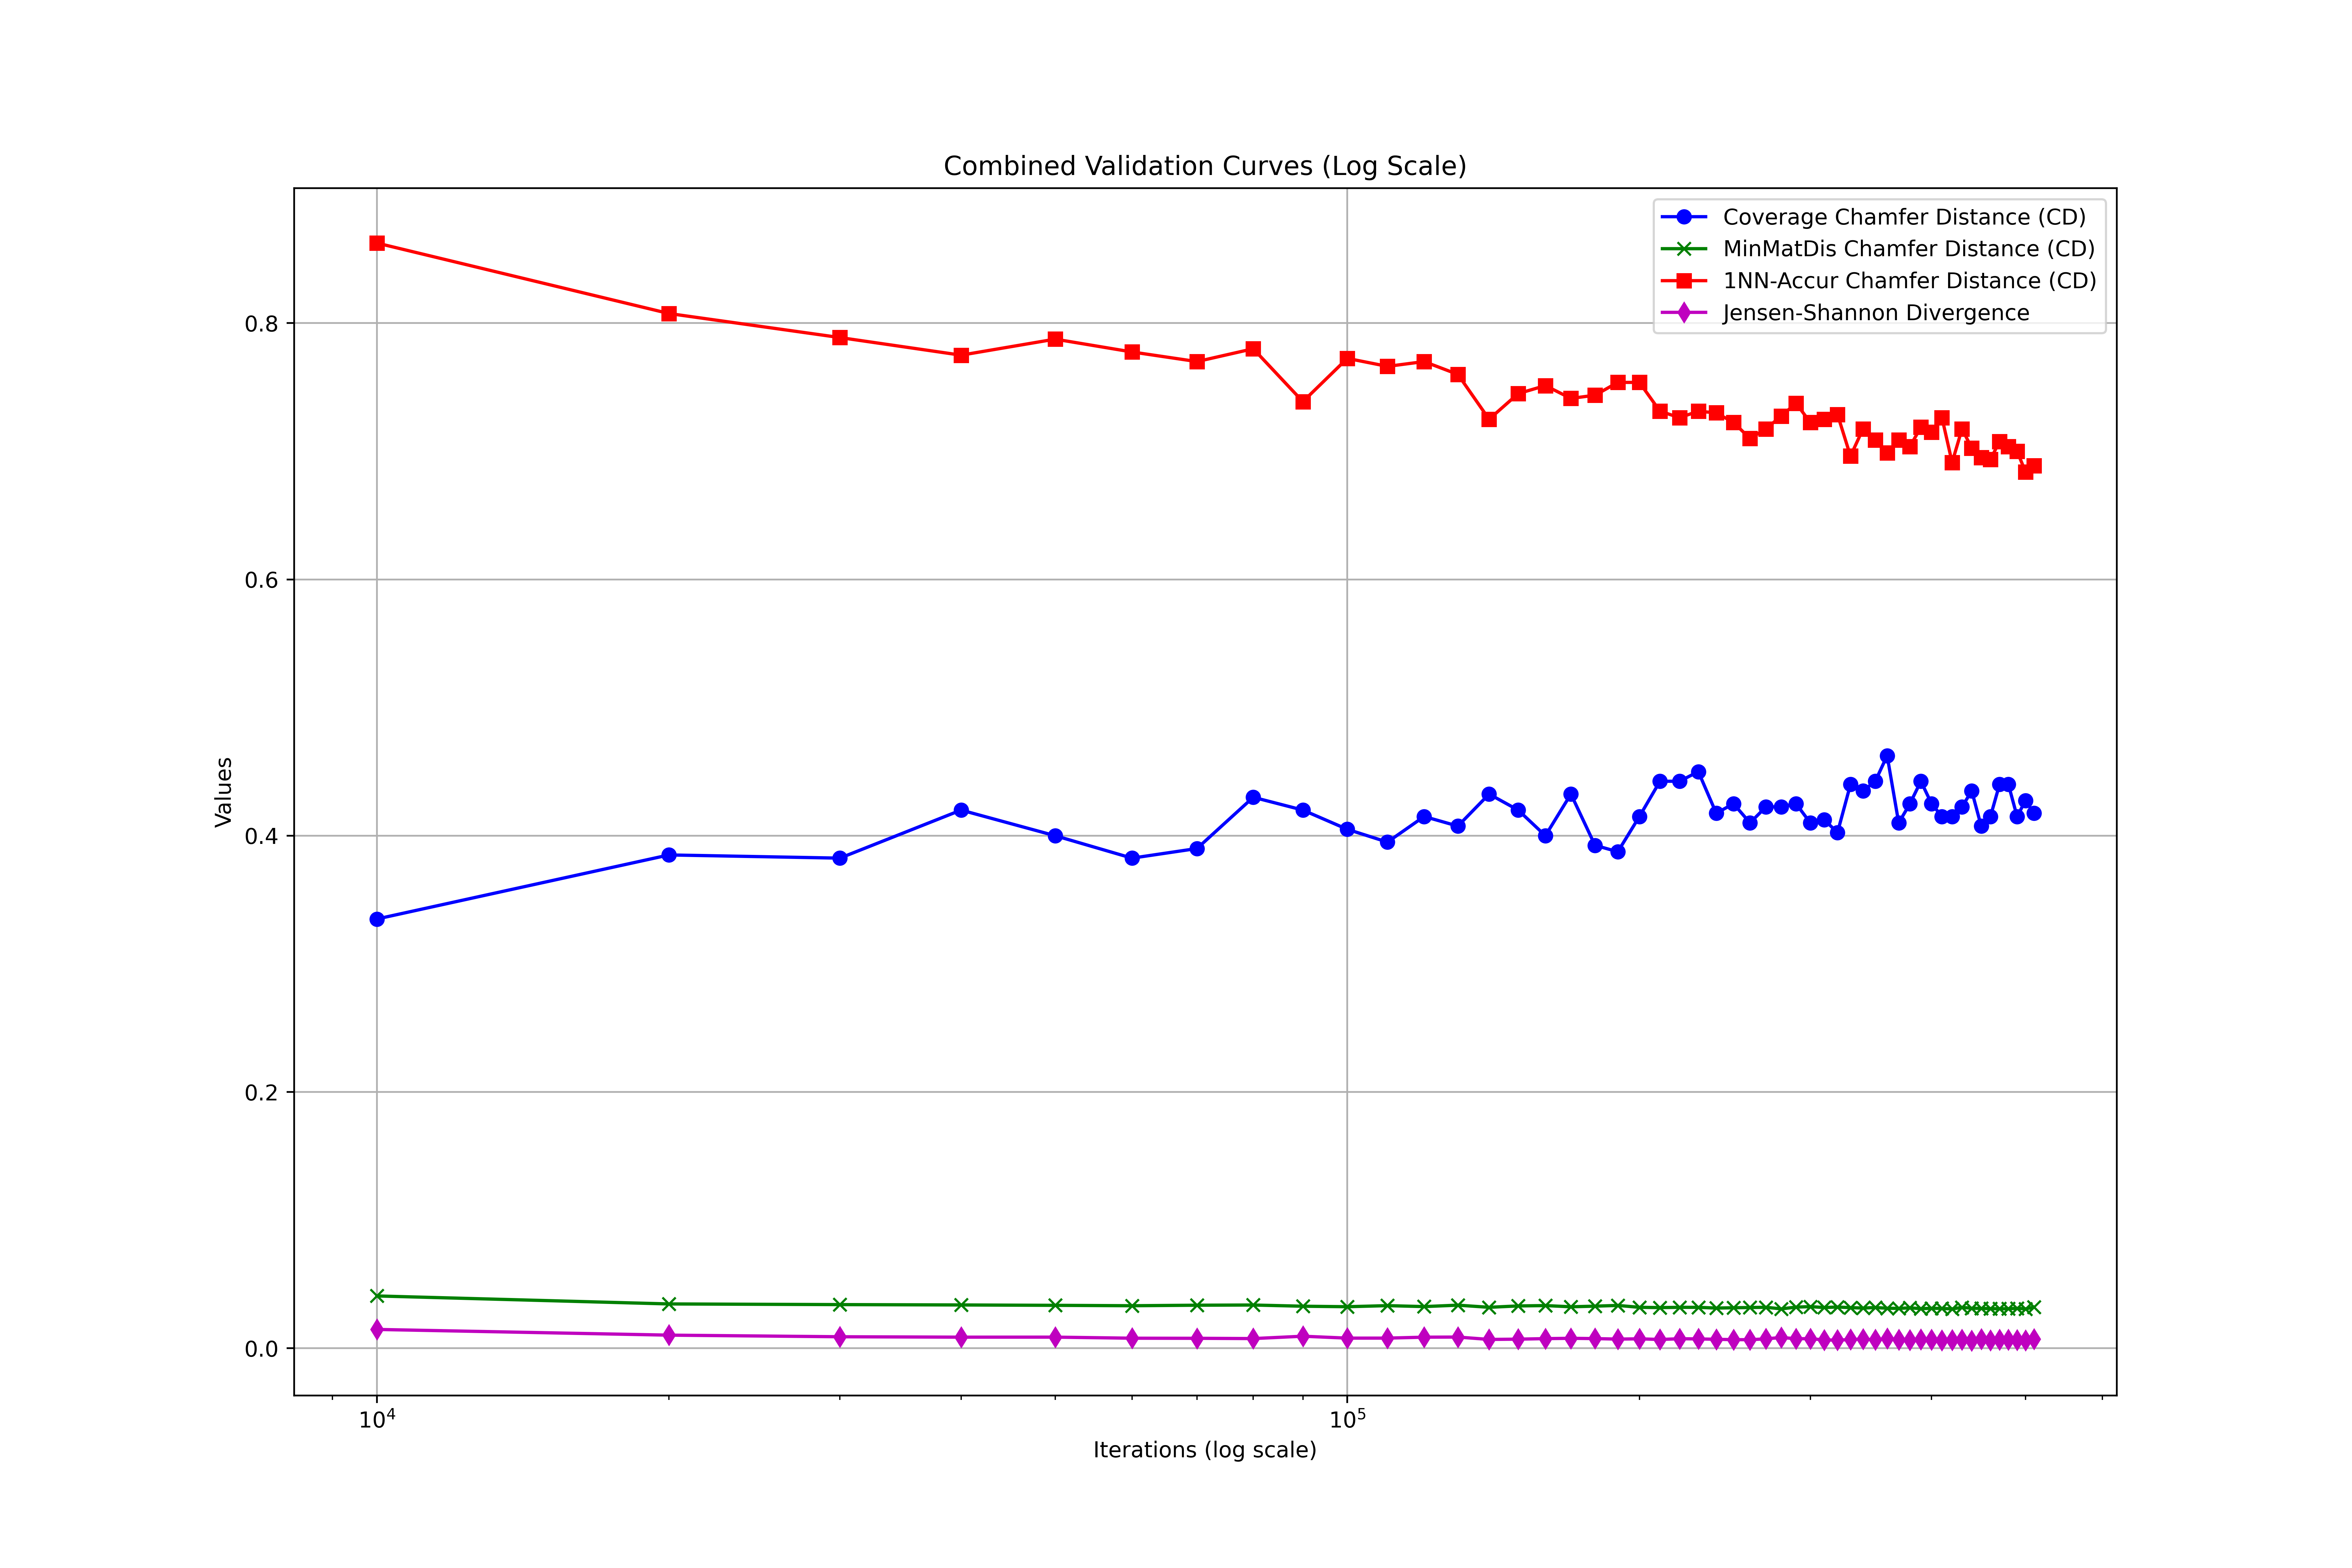 Combined Validation Curves (Log Scale)
Coverage Chamfer Distance (CD)
MinMatDis Chamfer Distance (CD)
1NN-Accur Chamfer Distance (CD)
Jensen-Shannon Divergence
0.8
0.6
0.4
0.2
0.0
Values
10⁴
10⁵
Iterations (log scale)